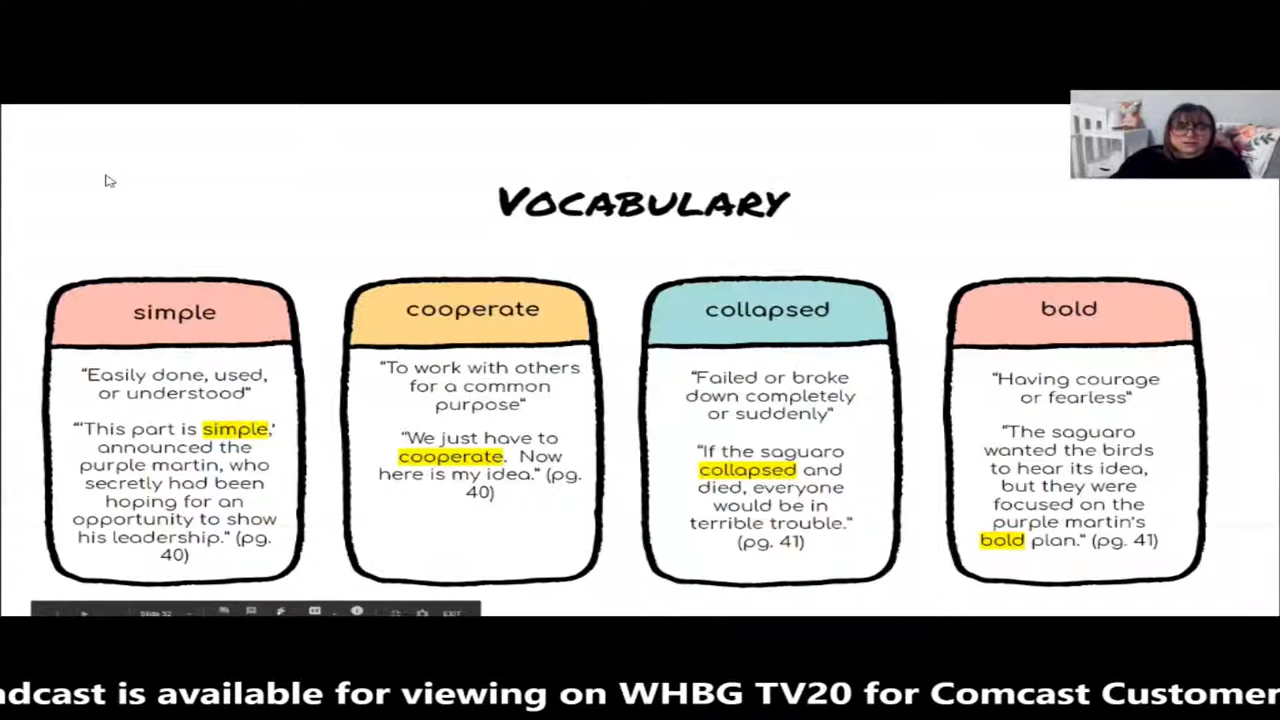 VOCABULARY
simple
"Easily done, used,
or understood"
"'This part is simple,'
announced the
purple martin, who
secretly had been
hoping for an
opportunity to show
his leadership." (pg.
40)
cooperate
"To work with others
for a common
purpose"
"We just have to
cooperate. Now
here is my idea." (pg.
40)
collapsed
"Failed or broke
down completely
or suddenly"
"If the saguaro
collapsed and
died, everyone
would be in
terrible trouble."
(pg. 41)
bold
"Having courage
or fearless"
"The saguaro
wanted the birds
to hear its idea,
but they were
focused on the
purple martin's
bold plan." (pg. 41)
Slide 52
EXIT
adcast is available for viewing on WHBG TV20 for Comcast Customer